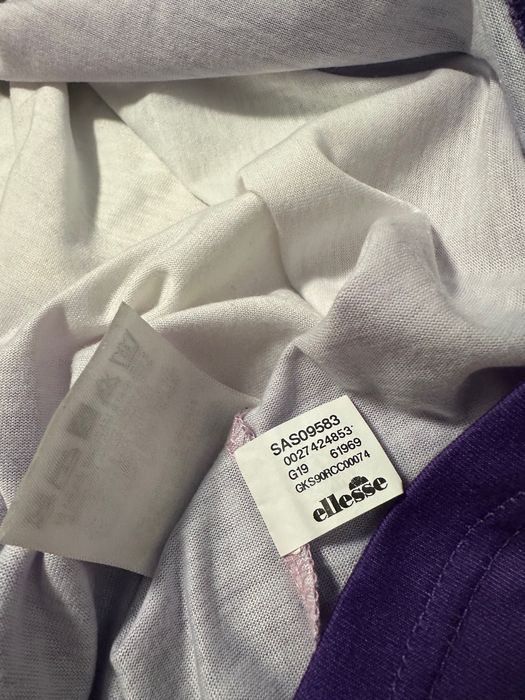 SAS09583
0027424853
G19 61969
GKS90RCC00074
ellesse